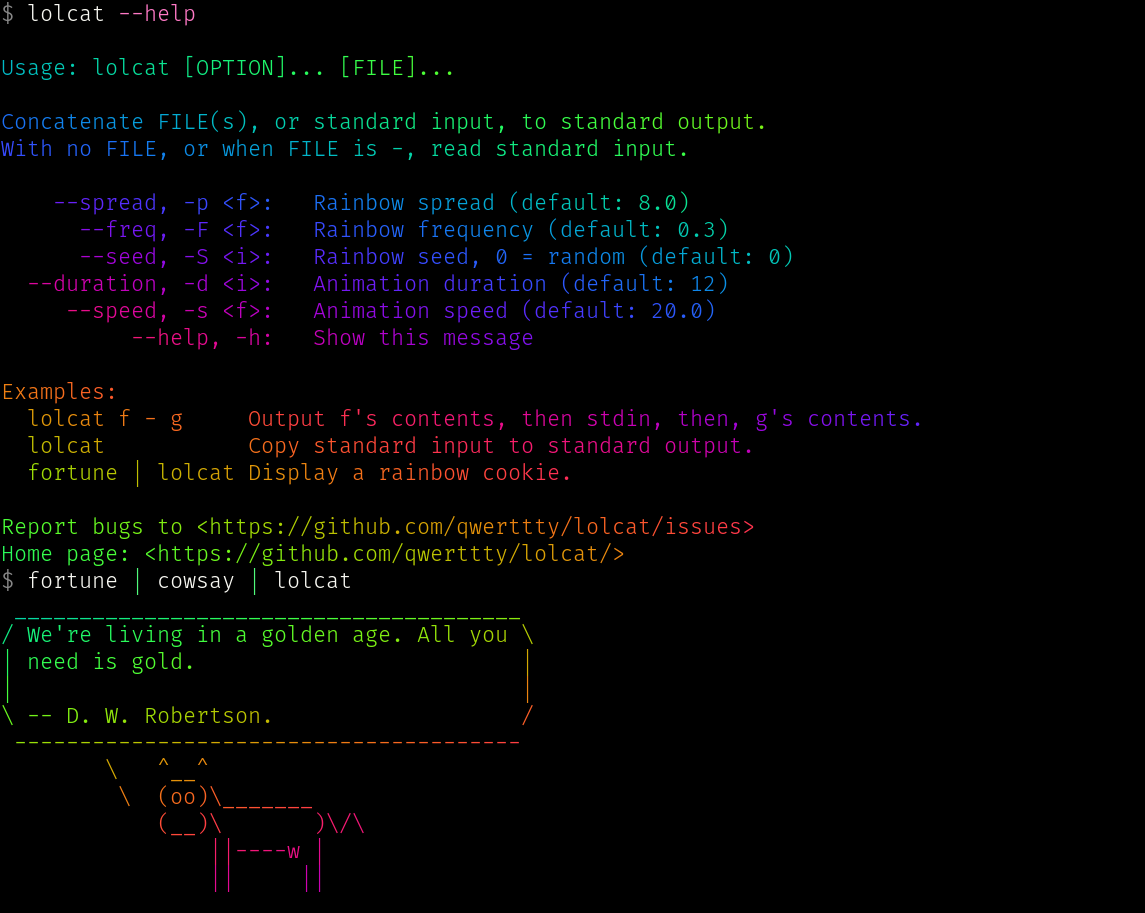 $ lolcat --help

Usage: lolcat [OPTION]... [FILE]...

Concatenate FILE(s), or standard input, to standard output.
With no FILE, or when FILE is -, read standard input.

    --spread, -p <f>:   Rainbow spread (default: 8.0)
      --freq, -F <f>:   Rainbow frequency (default: 0.3)
      --seed, -S <i>:   Rainbow seed, 0 = random (default: 0)
  --duration, -d <i>:   Animation duration (default: 12)
     --speed, -s <f>:   Animation speed (default: 20.0)
          --help, -h:   Show this message

Examples:
  lolcat f - g     Output f's contents, then stdin, then, g's contents.
  lolcat           Copy standard input to standard output.
  fortune | lolcat Display a rainbow cookie.

Report bugs to <https://github.com/qwerttty/lolcat/issues>
Home page: <https://github.com/qwerttty/lolcat/>
$ fortune | cowsay | lolcat
 _______________________________________
/ We're living in a golden age. All you \
| need is gold.                         |
|                                       |
\ -- D. W. Robertson.                   /
 ---------------------------------------
        \   ^__^
         \  (oo)\_______
            (__)\       )\/\
                ||----w |
                ||     ||